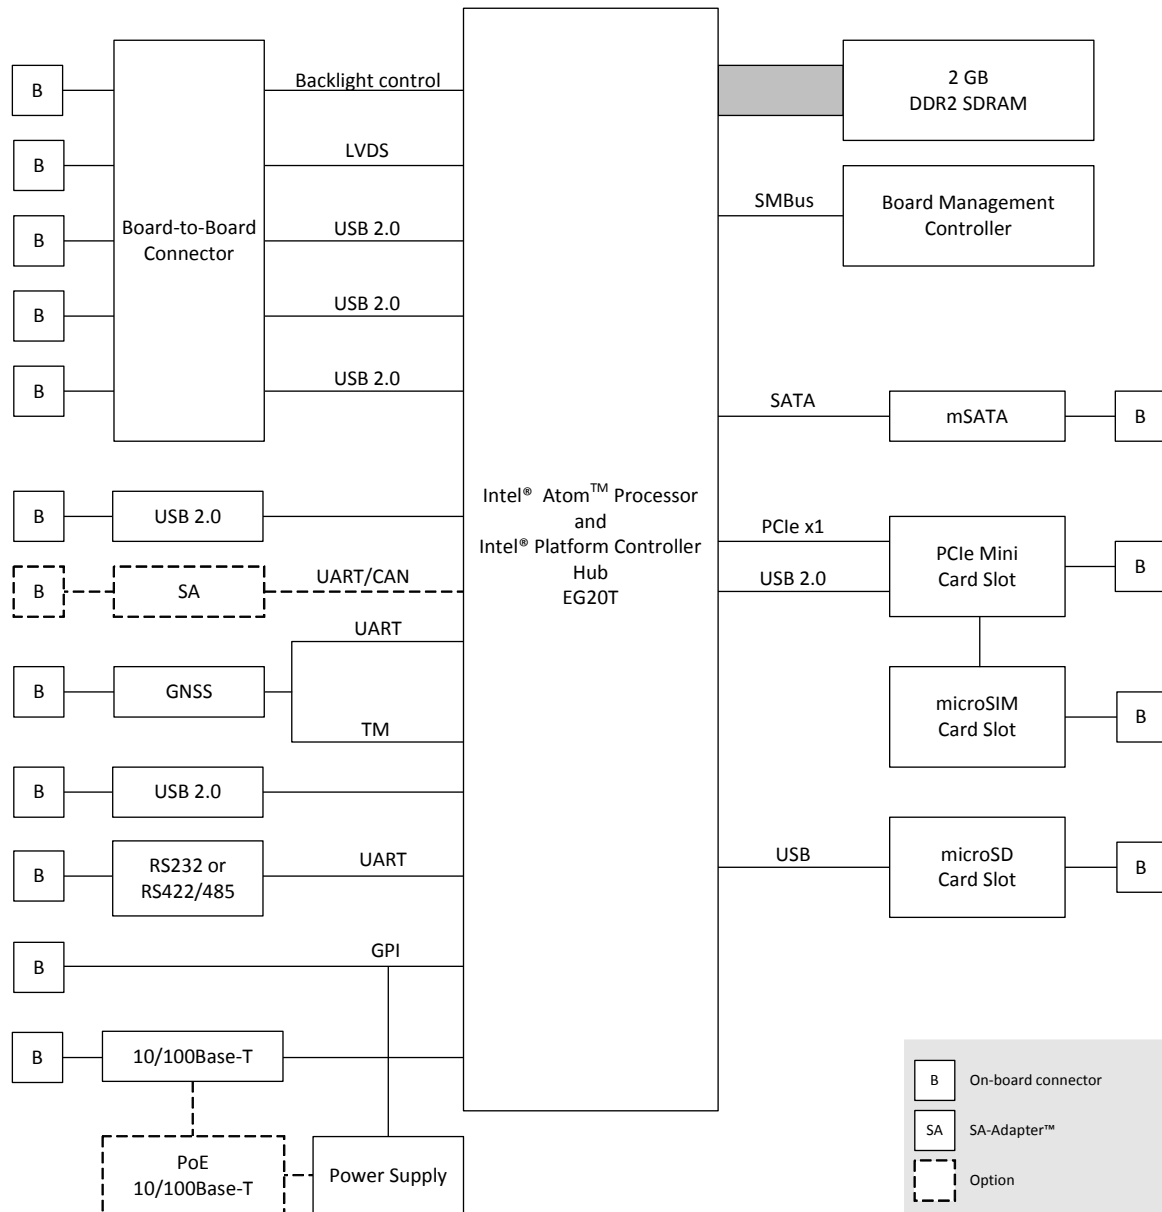 B
Backlight control
2 GB
DDR2 SDRAM
B
LVDS
SMBus
Board Management
Controller
B
Board-to-Board
Connector
USB 2.0
B
USB 2.0
B
USB 2.0
SATA
mSATA
B
Intel® Atom™ Processor
and
Intel® Platform Controller
Hub
EG20T
B
USB 2.0
PCIe x1
USB 2.0
PCIe Mini
Card Slot
B
B
SA
UART/CAN
UART
B
GNSS
TM
microSIM
Card Slot
B
B
USB 2.0
B
RS232 or
RS422/485
UART
USB
microSD
Card Slot
B
B
GPI
B
10/100Base-T
PoE
10/100Base-T
Power Supply
B
On-board connector
SA
SA-Adapter™
Option